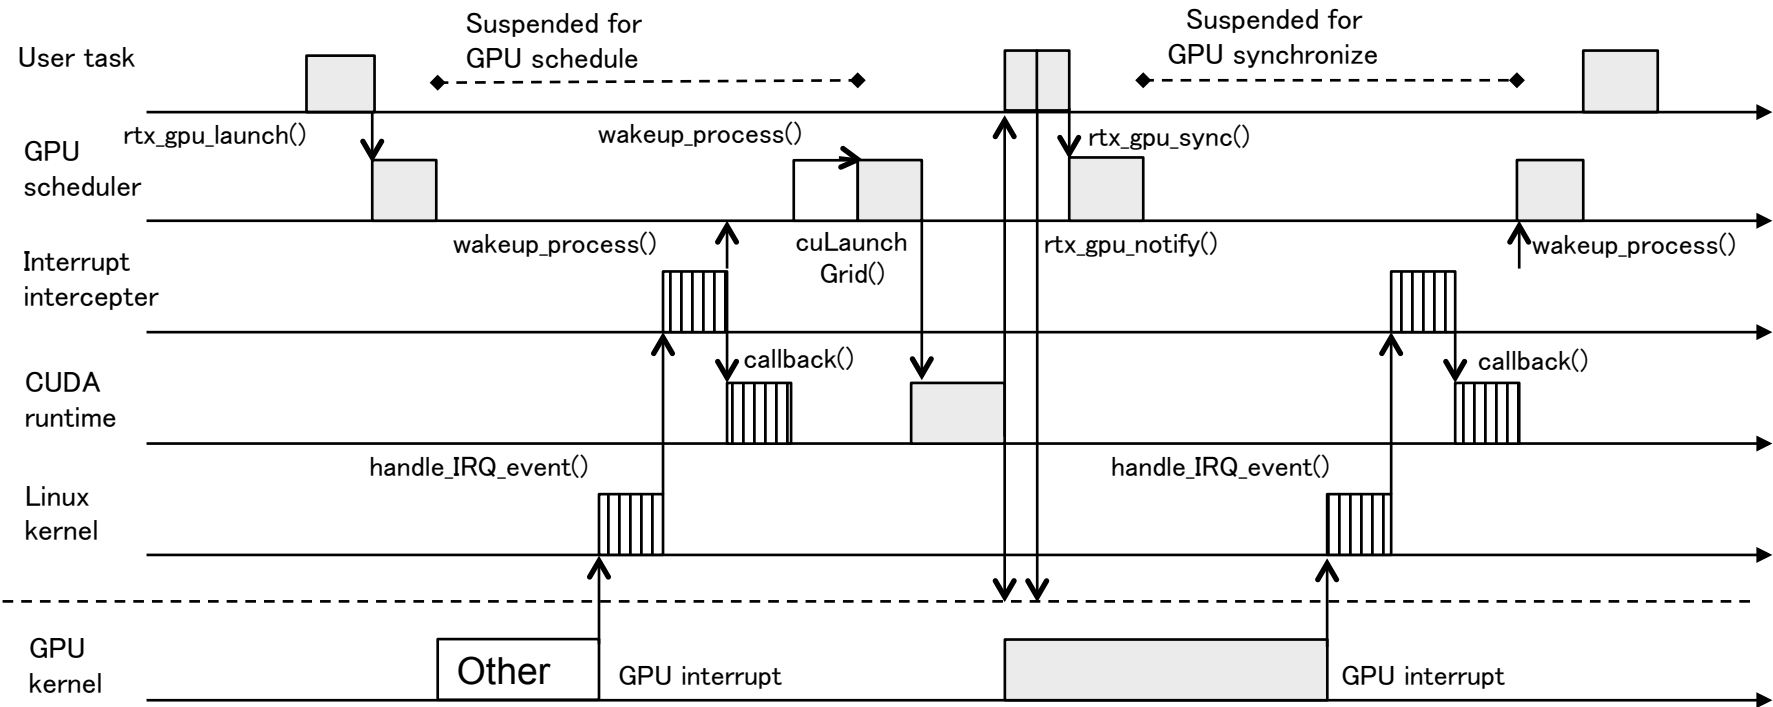 Suspended for
GPU schedule
Suspended for
GPU synchronize
User task
rtx_gpu_launch()
wakeup_process()
rtx_gpu_sync()
GPU
scheduler
wakeup_process()
cuLaunch
Grid()
rtx_gpu_notify()
wakeup_process()
Interrupt
intercepter
callback()
callback()
CUDA
runtime
handle_IRQ_event()
handle_IRQ_event()
Linux
kernel
GPU
kernel
Other
GPU interrupt
GPU interrupt